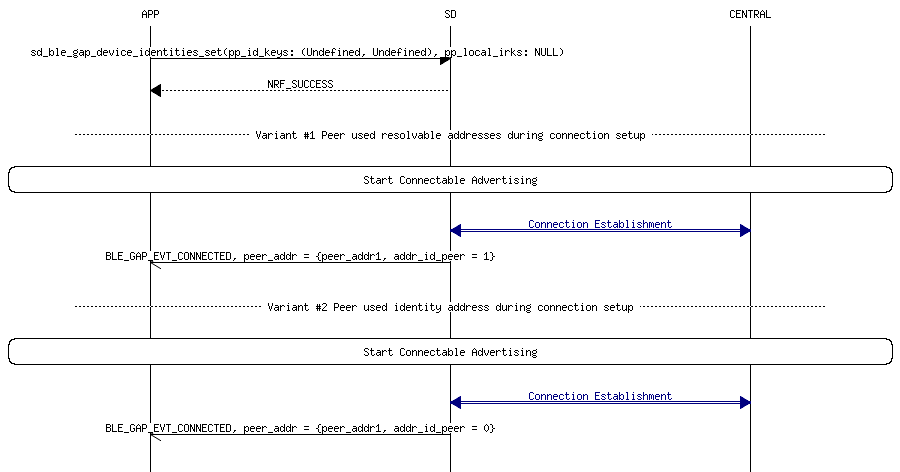 APP SD CENTRAL
sd_ble_gap_device_identities_set(pp_id_keys: (Undefined, Undefined), pp_local_irks: NULL)
NRF_SUCCESS
Variant #1 Peer used resolvable addresses during connection setup
Start Connectable Advertising
Connection Establishment
BLE_GAP_EVT_CONNECTED, peer_addr = {peer_addr1, addr_id_peer = 1}
Variant #2 Peer used identity address during connection setup
Start Connectable Advertising
Connection Establishment
BLE_GAP_EVT_CONNECTED, peer_addr = {peer_addr1, addr_id_peer = 0}